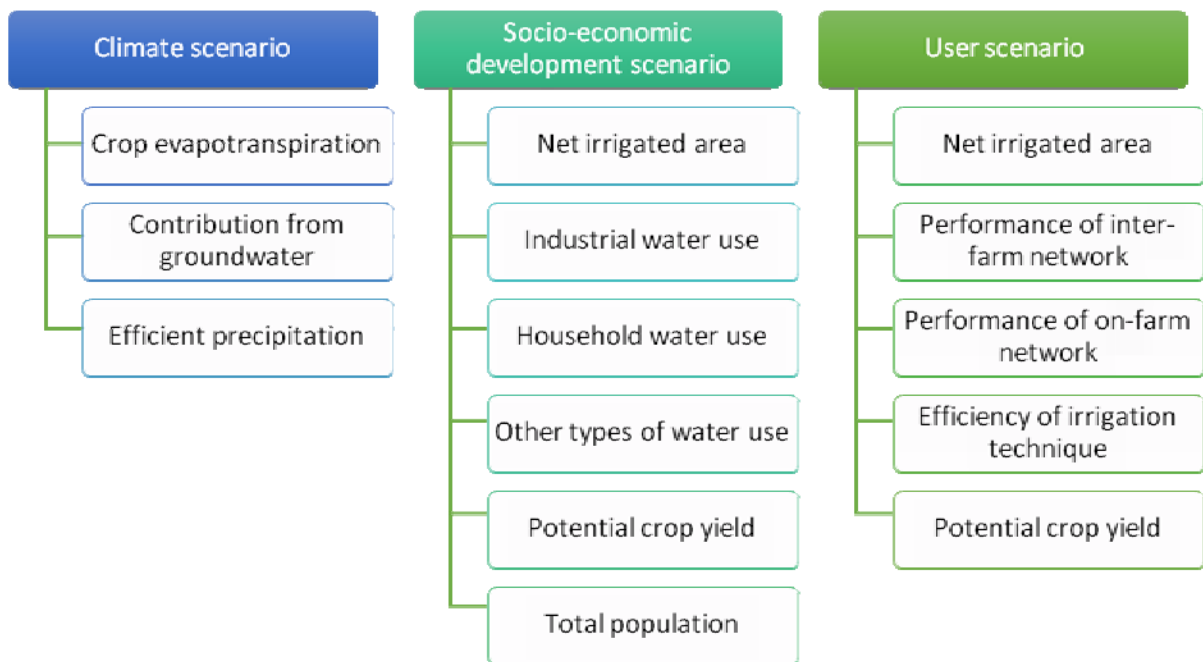 Climate scenario
Crop evapotranspiration
Contribution from
groundwater
Efficient precipitation
Socio-economic
development scenario
Net irrigated area
Industrial water use
Household water use
Other types of water use
Potential crop yield
Total population
User scenario
Net irrigated area
Performance of inter-
farm network
Performance of on-farm
network
Efficiency of irrigation
technique
Potential crop yield